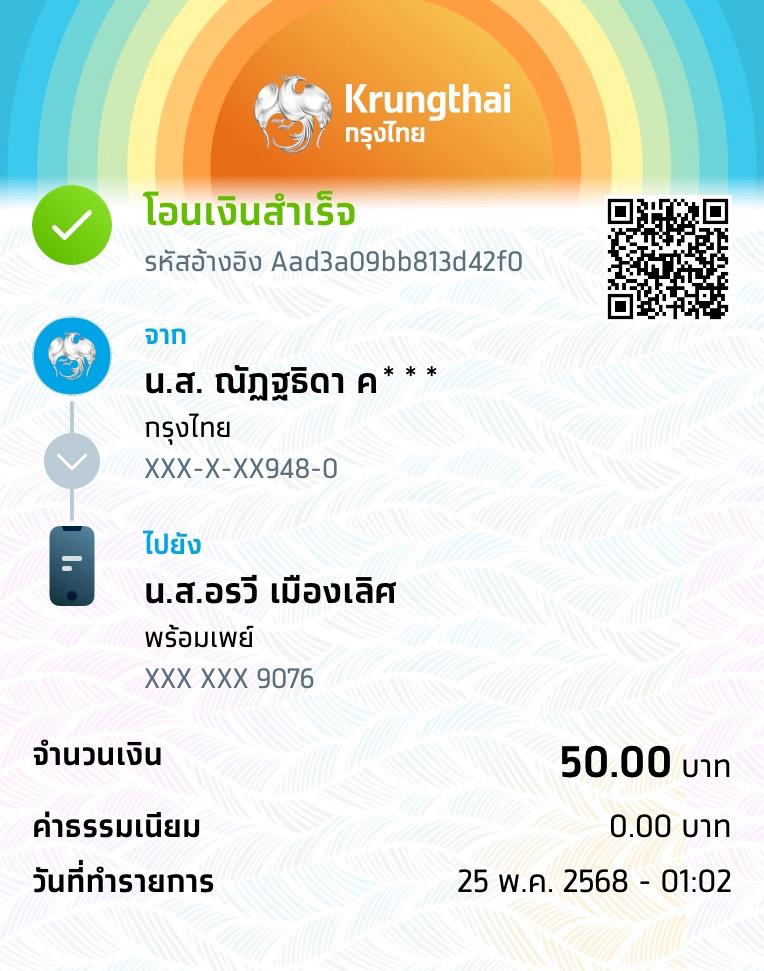 Krungthai
กรุงไทย
โอนเงินสำเร็จ
รหัสอ้างอิง Aad3a09bb813d42f0
จาก
น.ส. ณัฏฐธิดา ค***
กรุงไทย
XXX-X-XX948-0
ไปยัง
น.ส.อรวี เมืองเลิศ
พร้อมเพย์
XXX XXX 9076
จำนวนเงิน 50.00 บาท
ค่าธรรมเนียม 0.00 บาท
วันที่ทำรายการ 25 พ.ค. 2568 - 01:02